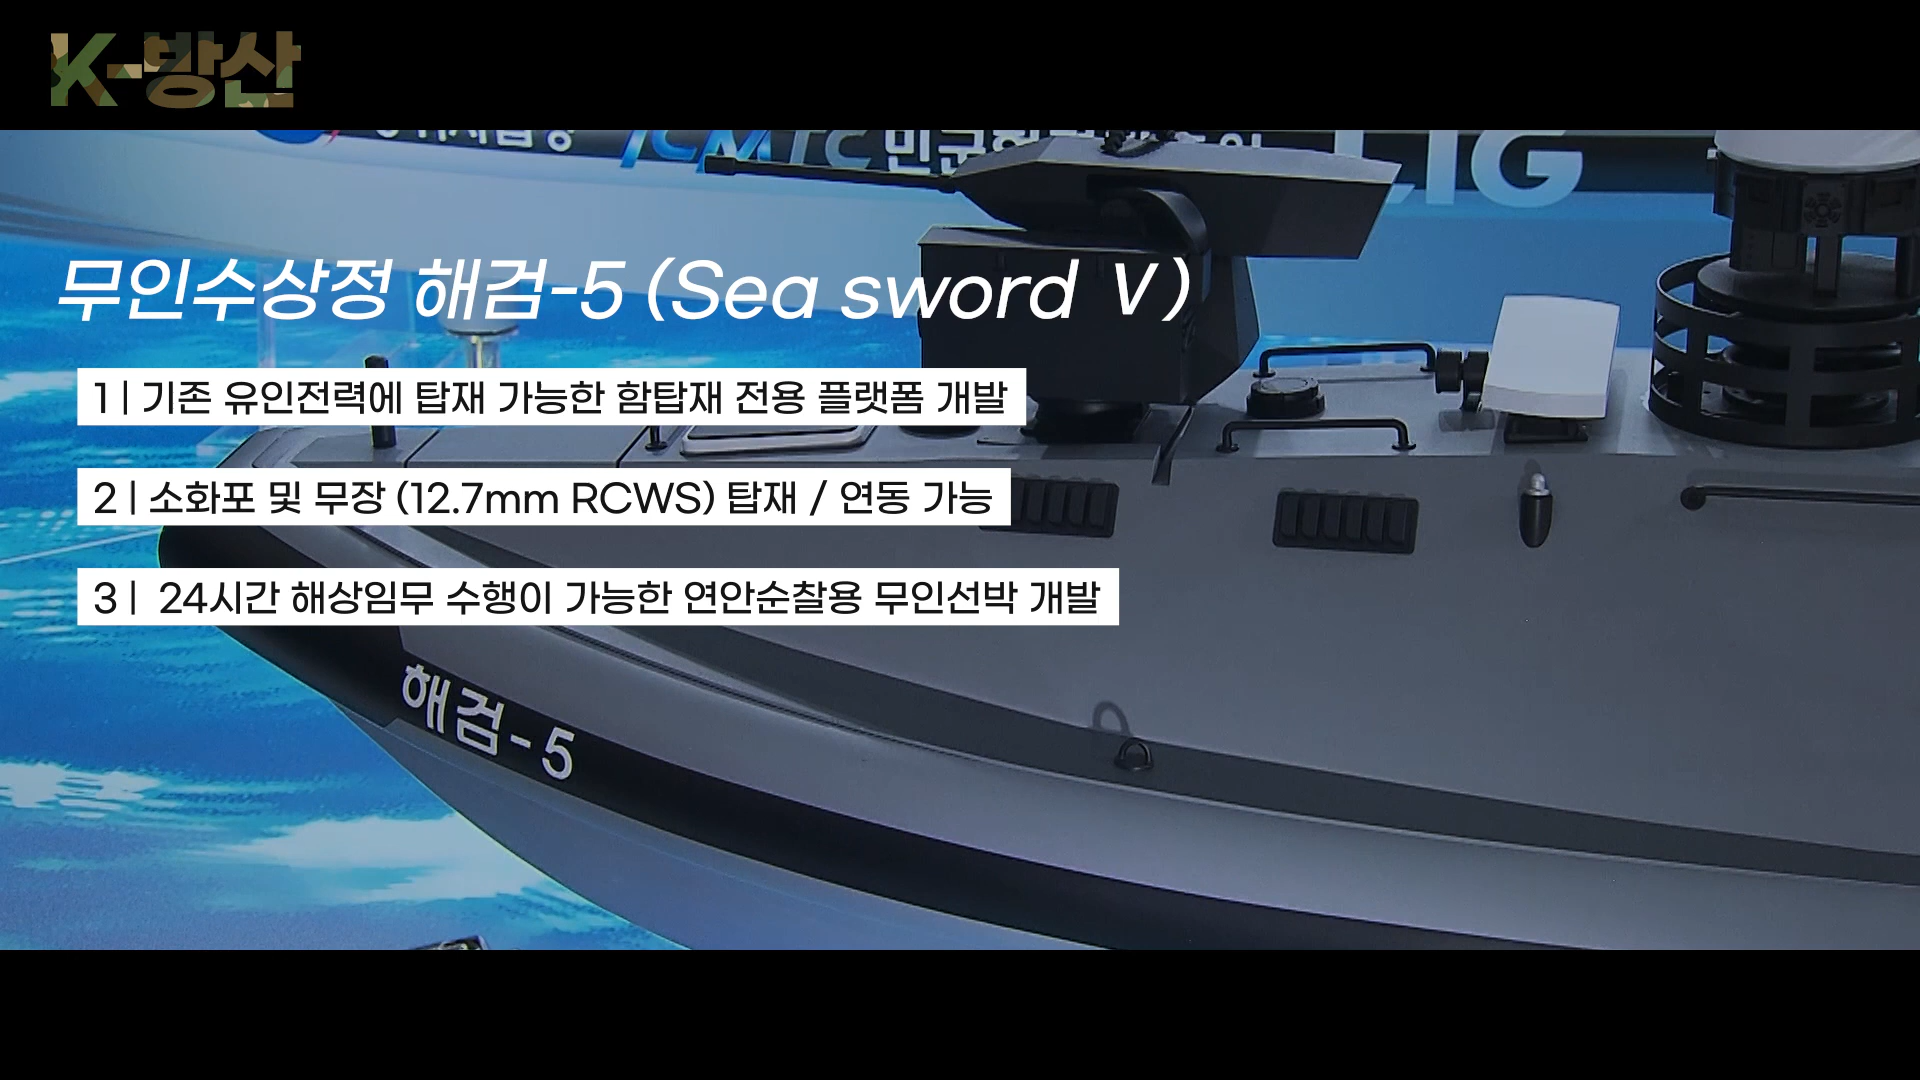 K-방산
ICMTC
LIG
무인수상정 해검-5 (Sea sword Ⅴ)
1 | 기존 유인전력에 탑재 가능한 함탑재 전용 플랫폼 개발
2 | 소화포 및 무장 (12.7mm RCWS) 탑재 / 연동 가능
3 | 24시간 해상임무 수행이 가능한 연안순찰용 무인선박 개발
해검-5